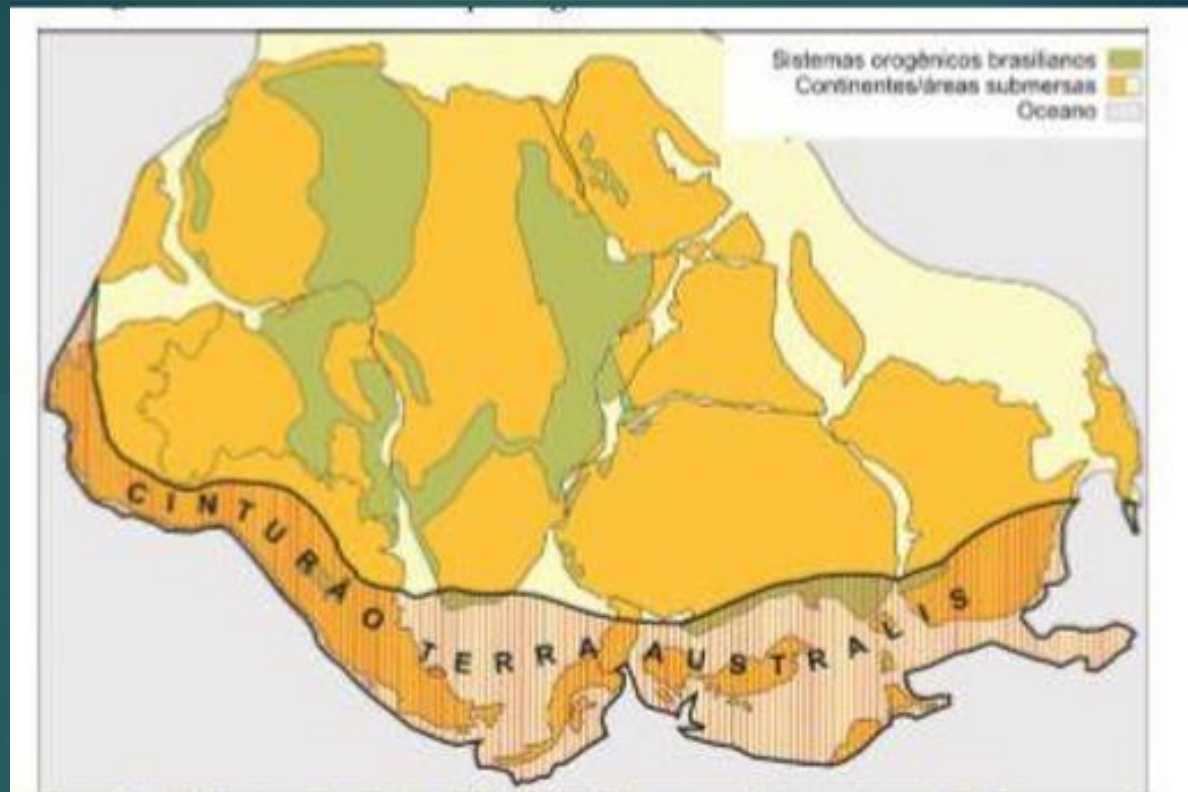 Sistemas orogênicos brasilianos
Continentes/áreas submersas
Oceano
CINTURÃO TERRA AUSTRALIS